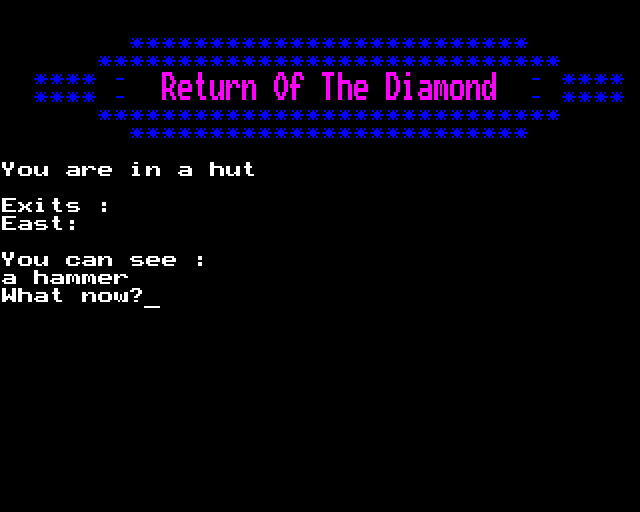 *************************
*****************************
**** - Return Of The Diamond - ****
**** - - ****
*****************************
*************************
You are in a hut
Exits :
East:
You can see :
a hammer
What now?_